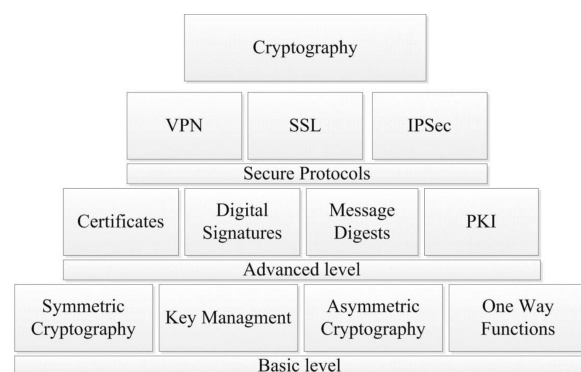 Cryptography
VPN
SSL
IPSec
Secure Protocols
Certificates
Digital
Signatures
Message
Digests
PKI
Advanced level
Symmetric
Cryptography
Key Managment
Asymmetric
Cryptography
One Way
Functions
Basic level